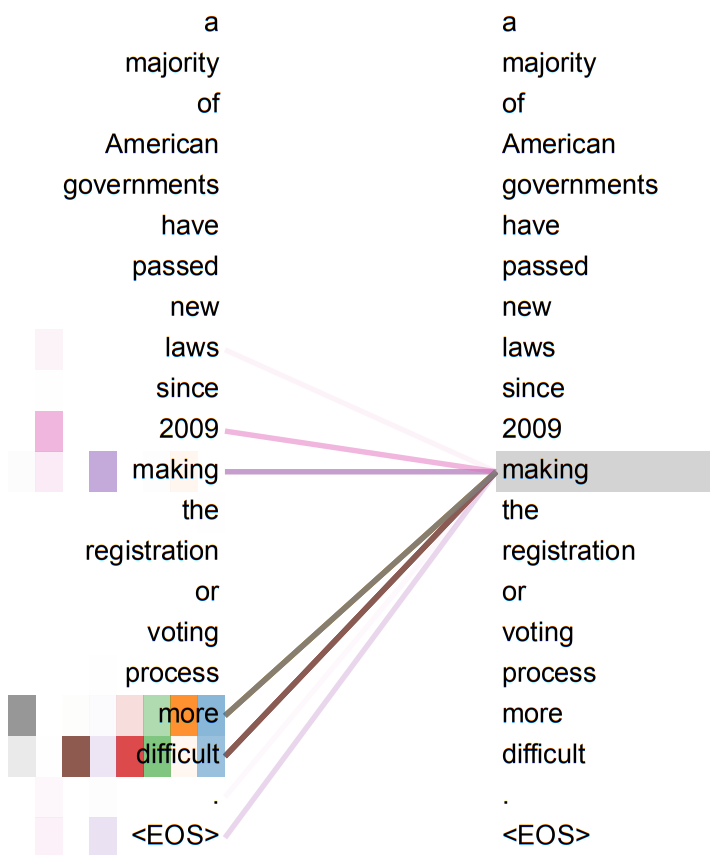 a a
majority majority
of of
American American
governments governments
have have
passed passed
new new
laws laws
since since
2009 2009
making making
the the
registration registration
or or
voting voting
process process
more more
difficult difficult
. .
<EOS> <EOS>